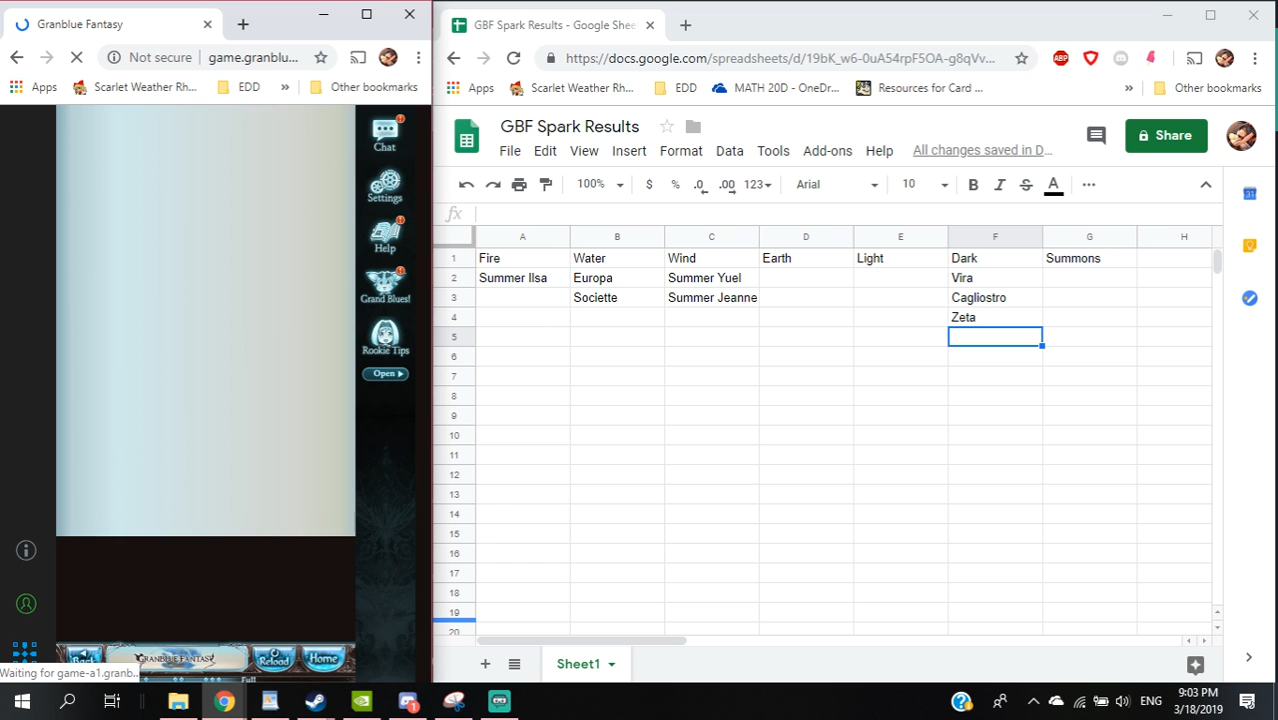 Granblue Fantasy
Not secure game.granblu...
Apps Scarlet Weather Rh... EDD » Other bookmarks
Chat
Settings
Help
Grand Blues!
Rookie Tips
Open
Back GRANBLUE FANTASY Reload Home
Full
Waiting for game-a1.granb...
GBF Spark Results - Google Shee
https://docs.google.com/spreadsheets/d/19bK_w6-0uA54rpF5OA-g8qVv...
ABP
Apps Scarlet Weather Rh... EDD MATH 20D - OneDr... Resources for Card ... » Other bookmarks
GBF Spark Results
Share
File Edit View Insert Format Data Tools Add-ons Help All changes saved in D...
100% $ % .0 .00 123 Arial 10 B I S A
31
fx
A B C D E F G H
1 Fire Water Wind Earth Light Dark Summons
2 Summer Ilsa Europa Summer Yuel Vira
3 Societte Summer Jeanne Cagliostro
4 Zeta
5
6
7
8
9
10
11
12
13
14
15
16
17
18
19
20
Sheet1
1
ENG
9:03 PM
3/18/2019